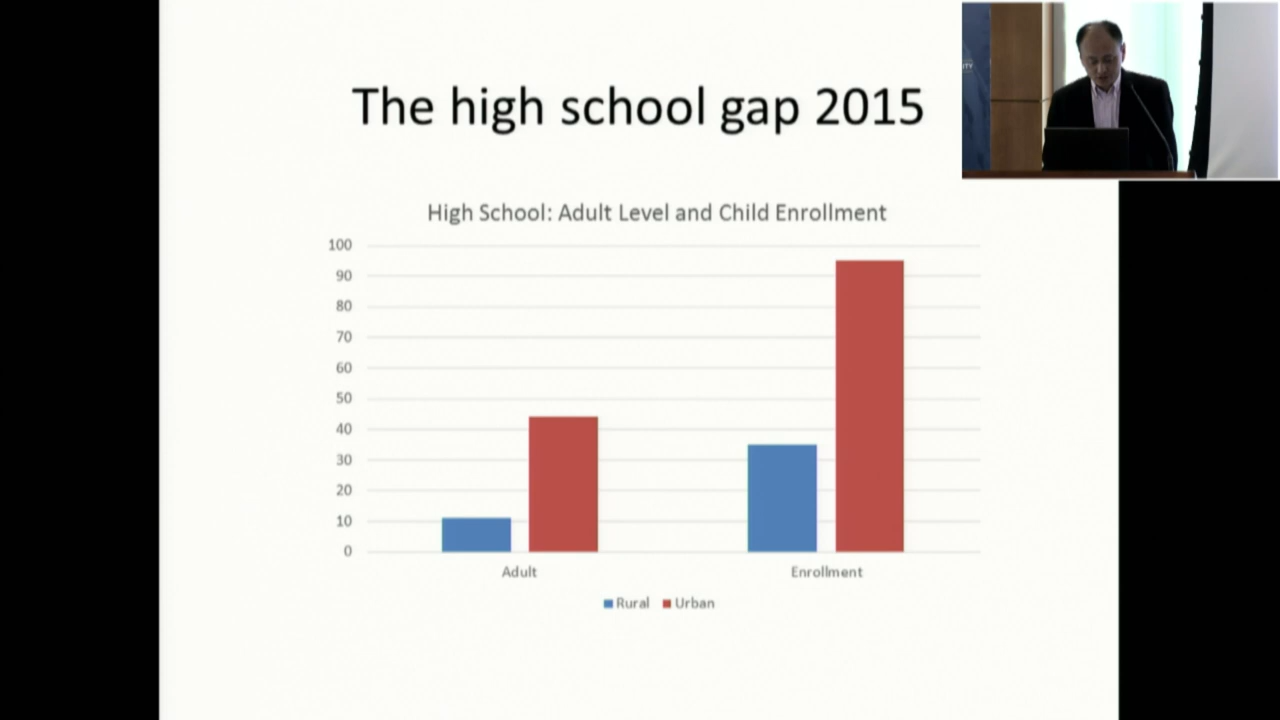 The high school gap 2015
High School: Adult Level and Child Enrollment
100
90
80
70
60
50
40
30
20
10
0
Adult Enrollment
Rural Urban